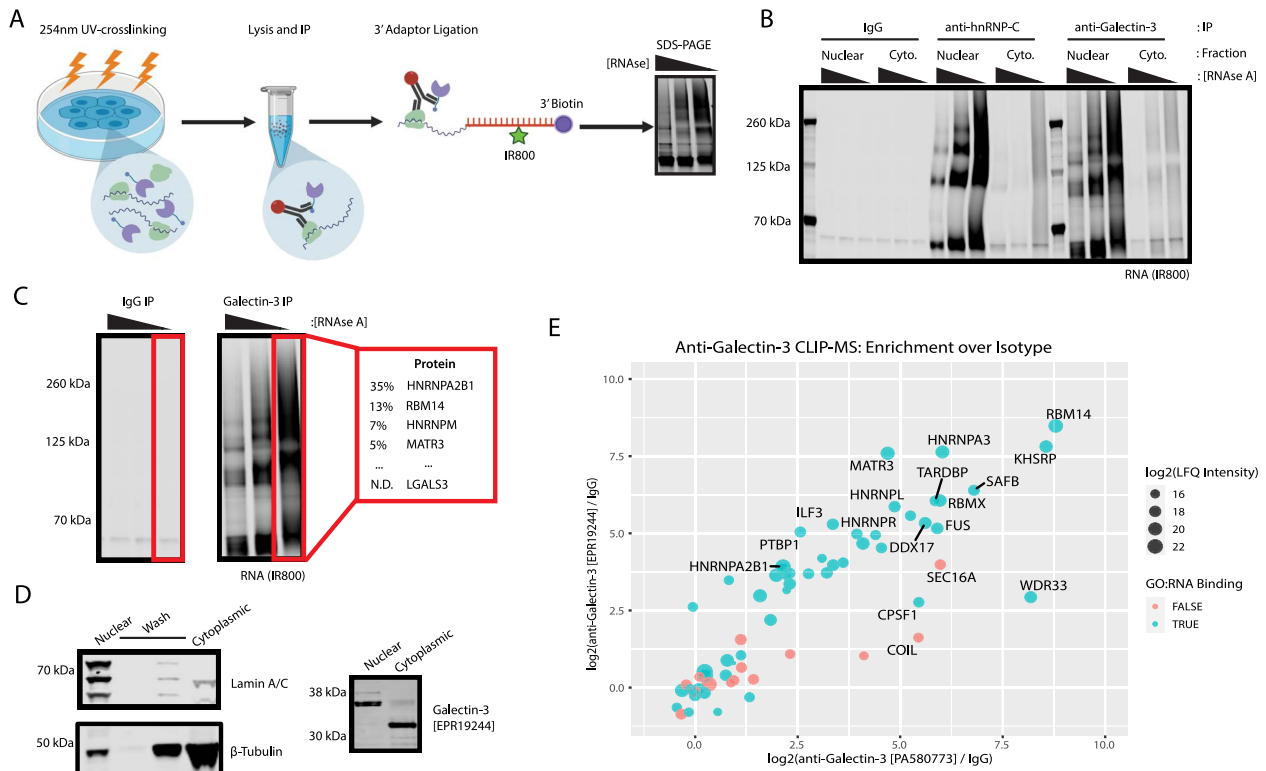 A
254nm UV-crosslinking
Lysis and IP
3' Adaptor Ligation
SDS-PAGE
[RNAse]
3' Biotin
IR800
B
IgG
anti-hnRNP-C
anti-Galectin-3
: IP
Nuclear
Cyto.
Nuclear
Cyto.
Nuclear
Cyto.
: Fraction
: [RNAse A]
260 kDa
125 kDa
70 kDa
RNA (IR800)
C
IgG IP
Galectin-3 IP
:[RNAse A]
260 kDa
125 kDa
70 kDa
RNA (IR800)
Protein
35% HNRNPA2B1
13% RBM14
7% HNRNPM
5% MATR3
... ...
N.D. LGALS3
D
Nuclear
Wash
Cytoplasmic
70 kDa
Lamin A/C
50 kDa
β-Tubulin
Nuclear
Cytoplasmic
38 kDa
30 kDa
Galectin-3
[EPR19244]
E
Anti-Galectin-3 CLIP-MS: Enrichment over Isotype
log2(anti-Galectin-3 [EPR19244] / IgG)
10.0
7.5
5.0
2.5
0.0
RBM14
HNRNPA3
MATR3
KHSRP
TARDBP
SAFB
HNRNPL
RBMX
ILF3
HNRNPR
FUS
DDX17
PTBP1
HNRNPA2B1
SEC16A
WDR33
CPSF1
COIL
0.0 2.5 5.0 7.5 10.0
log2(anti-Galectin-3 [PA580773] / IgG)
log2(LFQ Intensity)
16
18
20
22
GO:RNA Binding
FALSE
TRUE